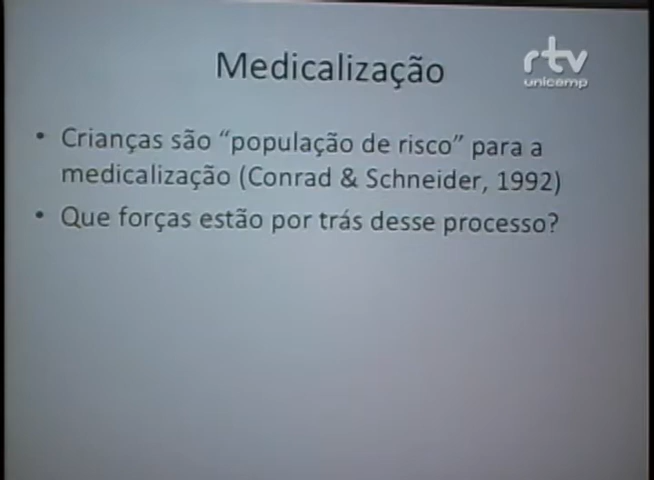 Medicalização
rtv
unicamp
• Crianças são “população de risco” para a
medicalização (Conrad & Schneider, 1992)
• Que forças estão por trás desse processo?